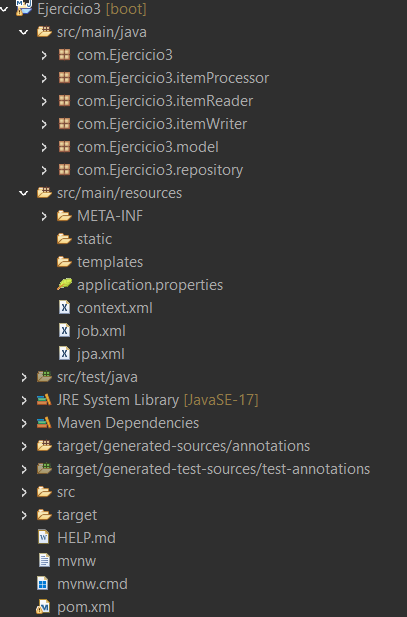 Ejercicio3 [boot]
src/main/java
com.Ejercicio3
com.Ejercicio3.itemProcessor
com.Ejercicio3.itemReader
com.Ejercicio3.itemWriter
com.Ejercicio3.model
com.Ejercicio3.repository
src/main/resources
META-INF
static
templates
application.properties
context.xml
job.xml
jpa.xml
src/test/java
JRE System Library [JavaSE-17]
Maven Dependencies
target/generated-sources/annotations
target/generated-test-sources/test-annotations
src
target
HELP.md
mvnw
mvnw.cmd
pom.xml